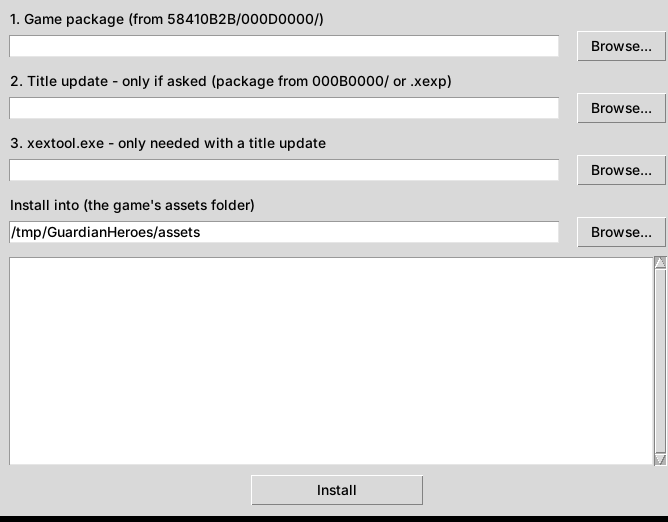 1. Game package (from 58410B2B/000D0000/)
Browse...
2. Title update - only if asked (package from 000B0000/ or .xexp)
Browse...
3. xextool.exe - only needed with a title update
Browse...
Install into (the game's assets folder)
/tmp/GuardianHeroes/assets
Browse...
Install